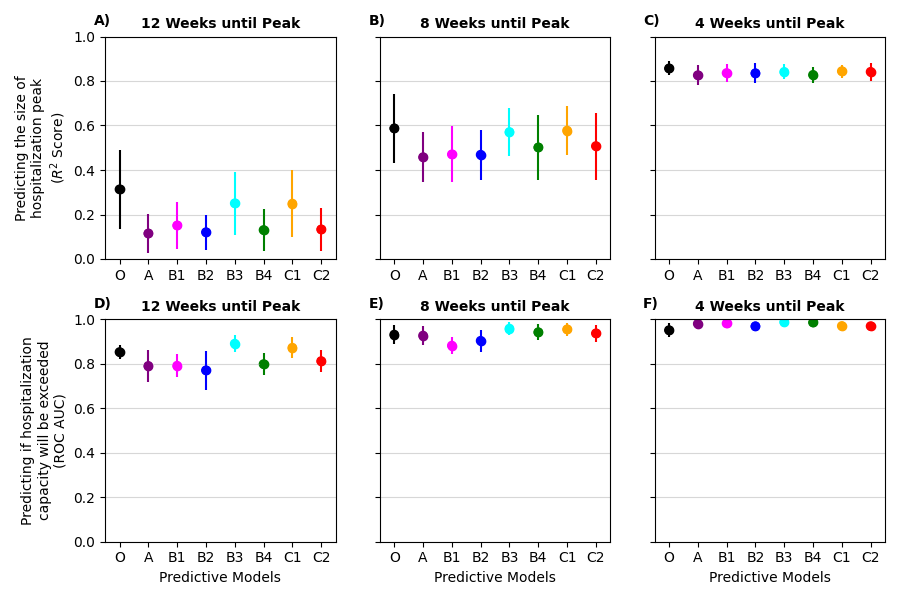 A) 12 Weeks until Peak
B) 8 Weeks until Peak
C) 4 Weeks until Peak
Predicting the size of
hospitalization peak
(R² Score)
1.0
0.8
0.6
0.4
0.2
0.0
O A B1 B2 B3 B4 C1 C2
O A B1 B2 B3 B4 C1 C2
O A B1 B2 B3 B4 C1 C2
D) 12 Weeks until Peak
E) 8 Weeks until Peak
F) 4 Weeks until Peak
Predicting if hospitalization
capacity will be exceeded
(ROC AUC)
1.0
0.8
0.6
0.4
0.2
0.0
O A B1 B2 B3 B4 C1 C2
O A B1 B2 B3 B4 C1 C2
O A B1 B2 B3 B4 C1 C2
Predictive Models
Predictive Models
Predictive Models